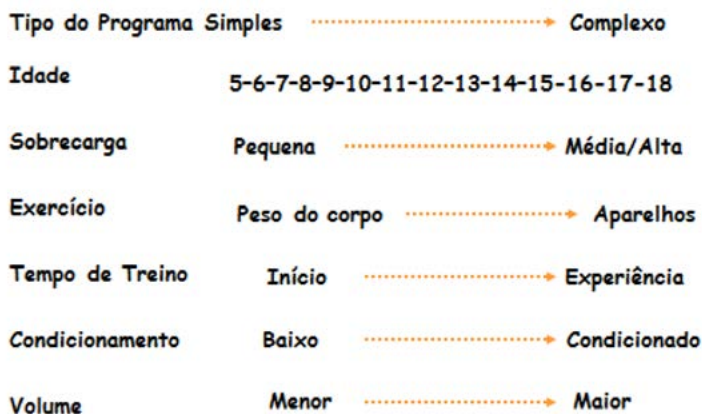 Tipo do Programa Simples Complexo
Idade 5-6-7-8-9-10-11-12-13-14-15-16-17-18
Sobrecarga Pequena Média/Alta
Exercício Peso do corpo Aparelhos
Tempo de Treino Início Experiência
Condicionamento Baixo Condicionado
Volume Menor Maior